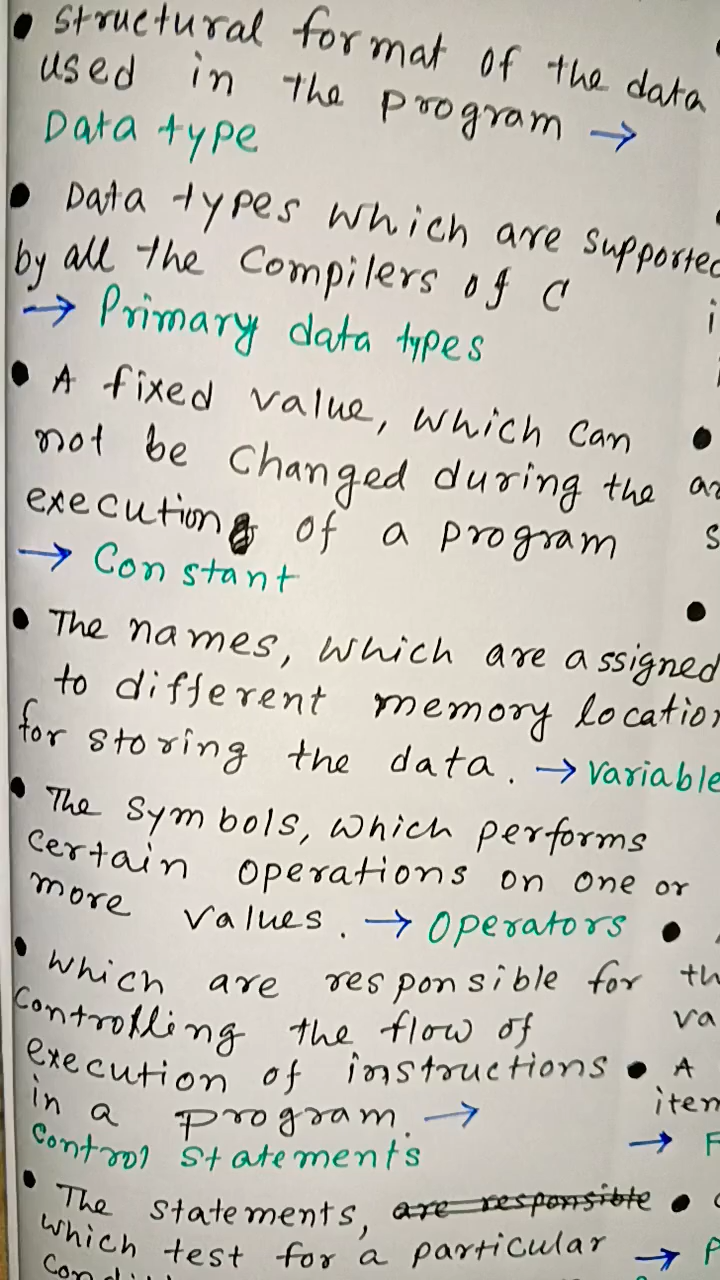 • Structural format of the data
used in the program →
Data type
• Data types which are supported
by all the Compilers of C
→ Primary data types
• A fixed value, which can
not be changed during the
execution of a program
→ Constant
• The names, which are assigned
to different memory location
for storing the data. → Variable
• The symbols, which performs
certain operations on one or
more values. → Operators
• which are responsible for
Controlling the flow of
execution of instructions
in a program. →
Control Statements
• The statements, are responsible
which test for a particular
• A
item
→ F